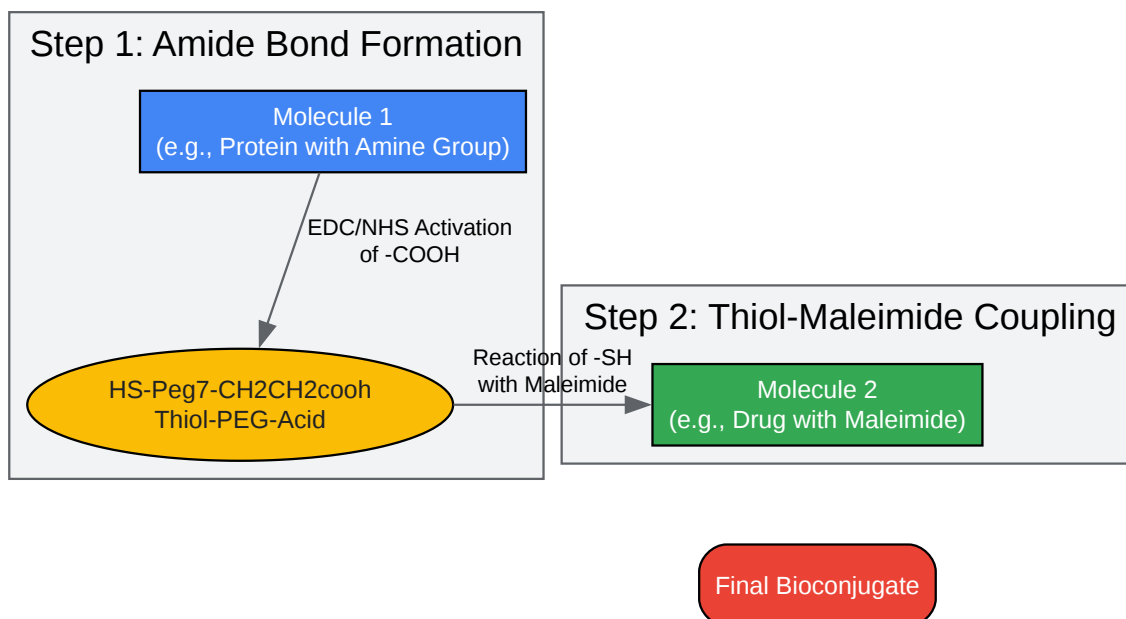 Step 1: Amide Bond Formation
Molecule 1
(e.g., Protein with Amine Group)
EDC/NHS Activation
of -COOH
HS-Peg7-CH2CH2cooh
Thiol-PEG-Acid
Step 2: Thiol-Maleimide Coupling
Reaction of -SH
with Maleimide
Molecule 2
(e.g., Drug with Maleimide)
Final Bioconjugate